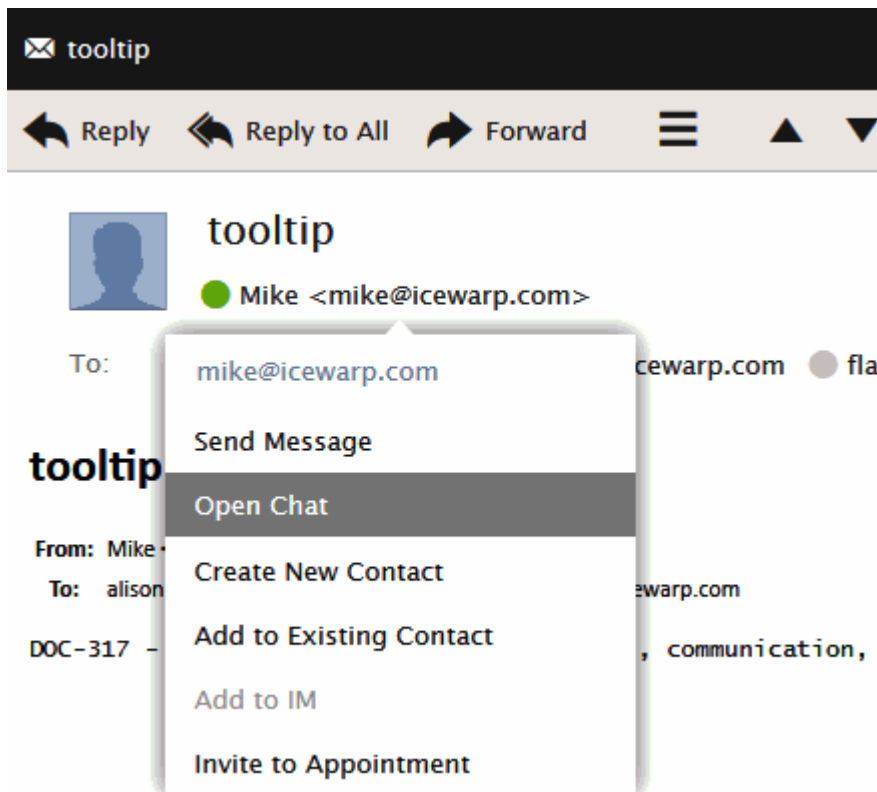 tooltip
Reply Reply to All Forward
tooltip
Mike <mike@icewarp.com>
To: cewarp.com fla
mike@icewarp.com
Send Message
tooltip
Open Chat
From: Mike
Create New Contact
To: alison ewarp.com
Add to Existing Contact
DOC-317 – , communication,
Add to IM
Invite to Appointment